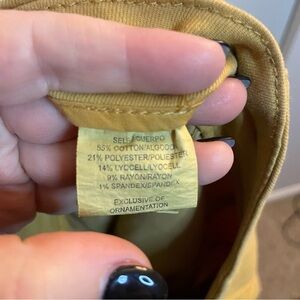 SELF/CUERPO
55% COTTON/ALGODON
21% POLYESTER/POLIESTER
14% LYOCELL/LYOCELL
9% RAYON/RAYON
1% SPANDEX/SPANDEX
EXCLUSIVE OF
ORNAMENTATION